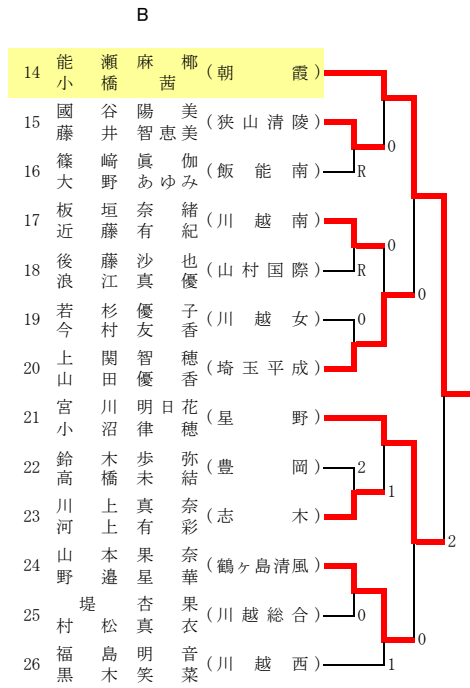 B
能瀬麻椰
14 (朝霞)
小橋茜
國谷陽美
15 (狭山清陵)
藤井智恵美
0
篠﨑眞伽
16 (飯能南) R
大野あゆみ
板垣奈緒
17 (川越南)
近藤有紀
0
後藤沙也
18 (山村国際) R
浪江真優
0
若杉優子
19 (川越女) 0
今村友香
上関智穂
20 (埼玉平成)
山田優香
宮川明日花
21 (星野)
小沼律穂
鈴木歩弥
22 (豊岡) 2
高橋未結
1
川上真奈
23 (志木)
河上有彩
2
山本果奈
24 (鶴ヶ島清風)
野邉星華
堤杏果
25 (川越総合) 0
村松真衣
0
福島明音
26 (川越西) 1
黒木笑菜